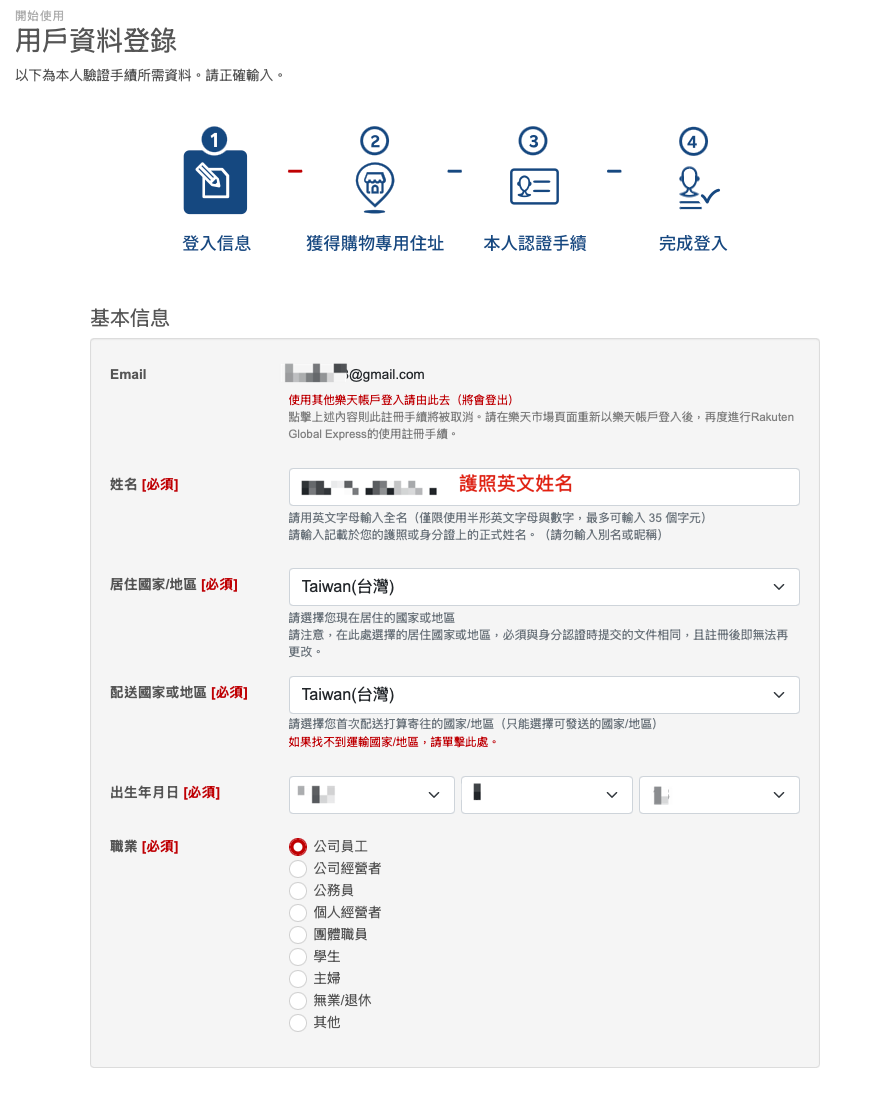 開始使用
用戶資料登錄
以下為本人驗證手續所需資料。請正確輸入。
1
2
3
4
登入信息
獲得購物專用住址
本人認證手續
完成登入
基本信息
Email
@gmail.com
使用其他樂天帳戶登入請由此去（將會登出）
點擊上述內容則此註冊手續將被取消。請在樂天市場頁面重新以樂天帳戶登入後，再度進行Rakuten
Global Express的使用註冊手續。
姓名 [必須]
護照英文姓名
請用英文字母輸入全名（僅限使用半形英文字母與數字，最多可輸入 35 個字元）
請輸入記載於您的護照或身分證上的正式姓名。（請勿輸入別名或昵稱）
居住國家/地區 [必須]
Taiwan(台灣)
請選擇您現在居住的國家或地區
請注意，在此處選擇的居住國家或地區，必須與身分認證時提交的文件相同，且註冊後即無法再
更改。
配送國家或地區 [必須]
Taiwan(台灣)
請選擇您首次配送打算寄往的國家/地區（只能選擇可發送的國家/地區）
如果找不到運輸國家/地區，請單擊此處。
出生年月日 [必須]
職業 [必須]
公司員工
公司經營者
公務員
個人經營者
團體職員
學生
主婦
無業/退休
其他